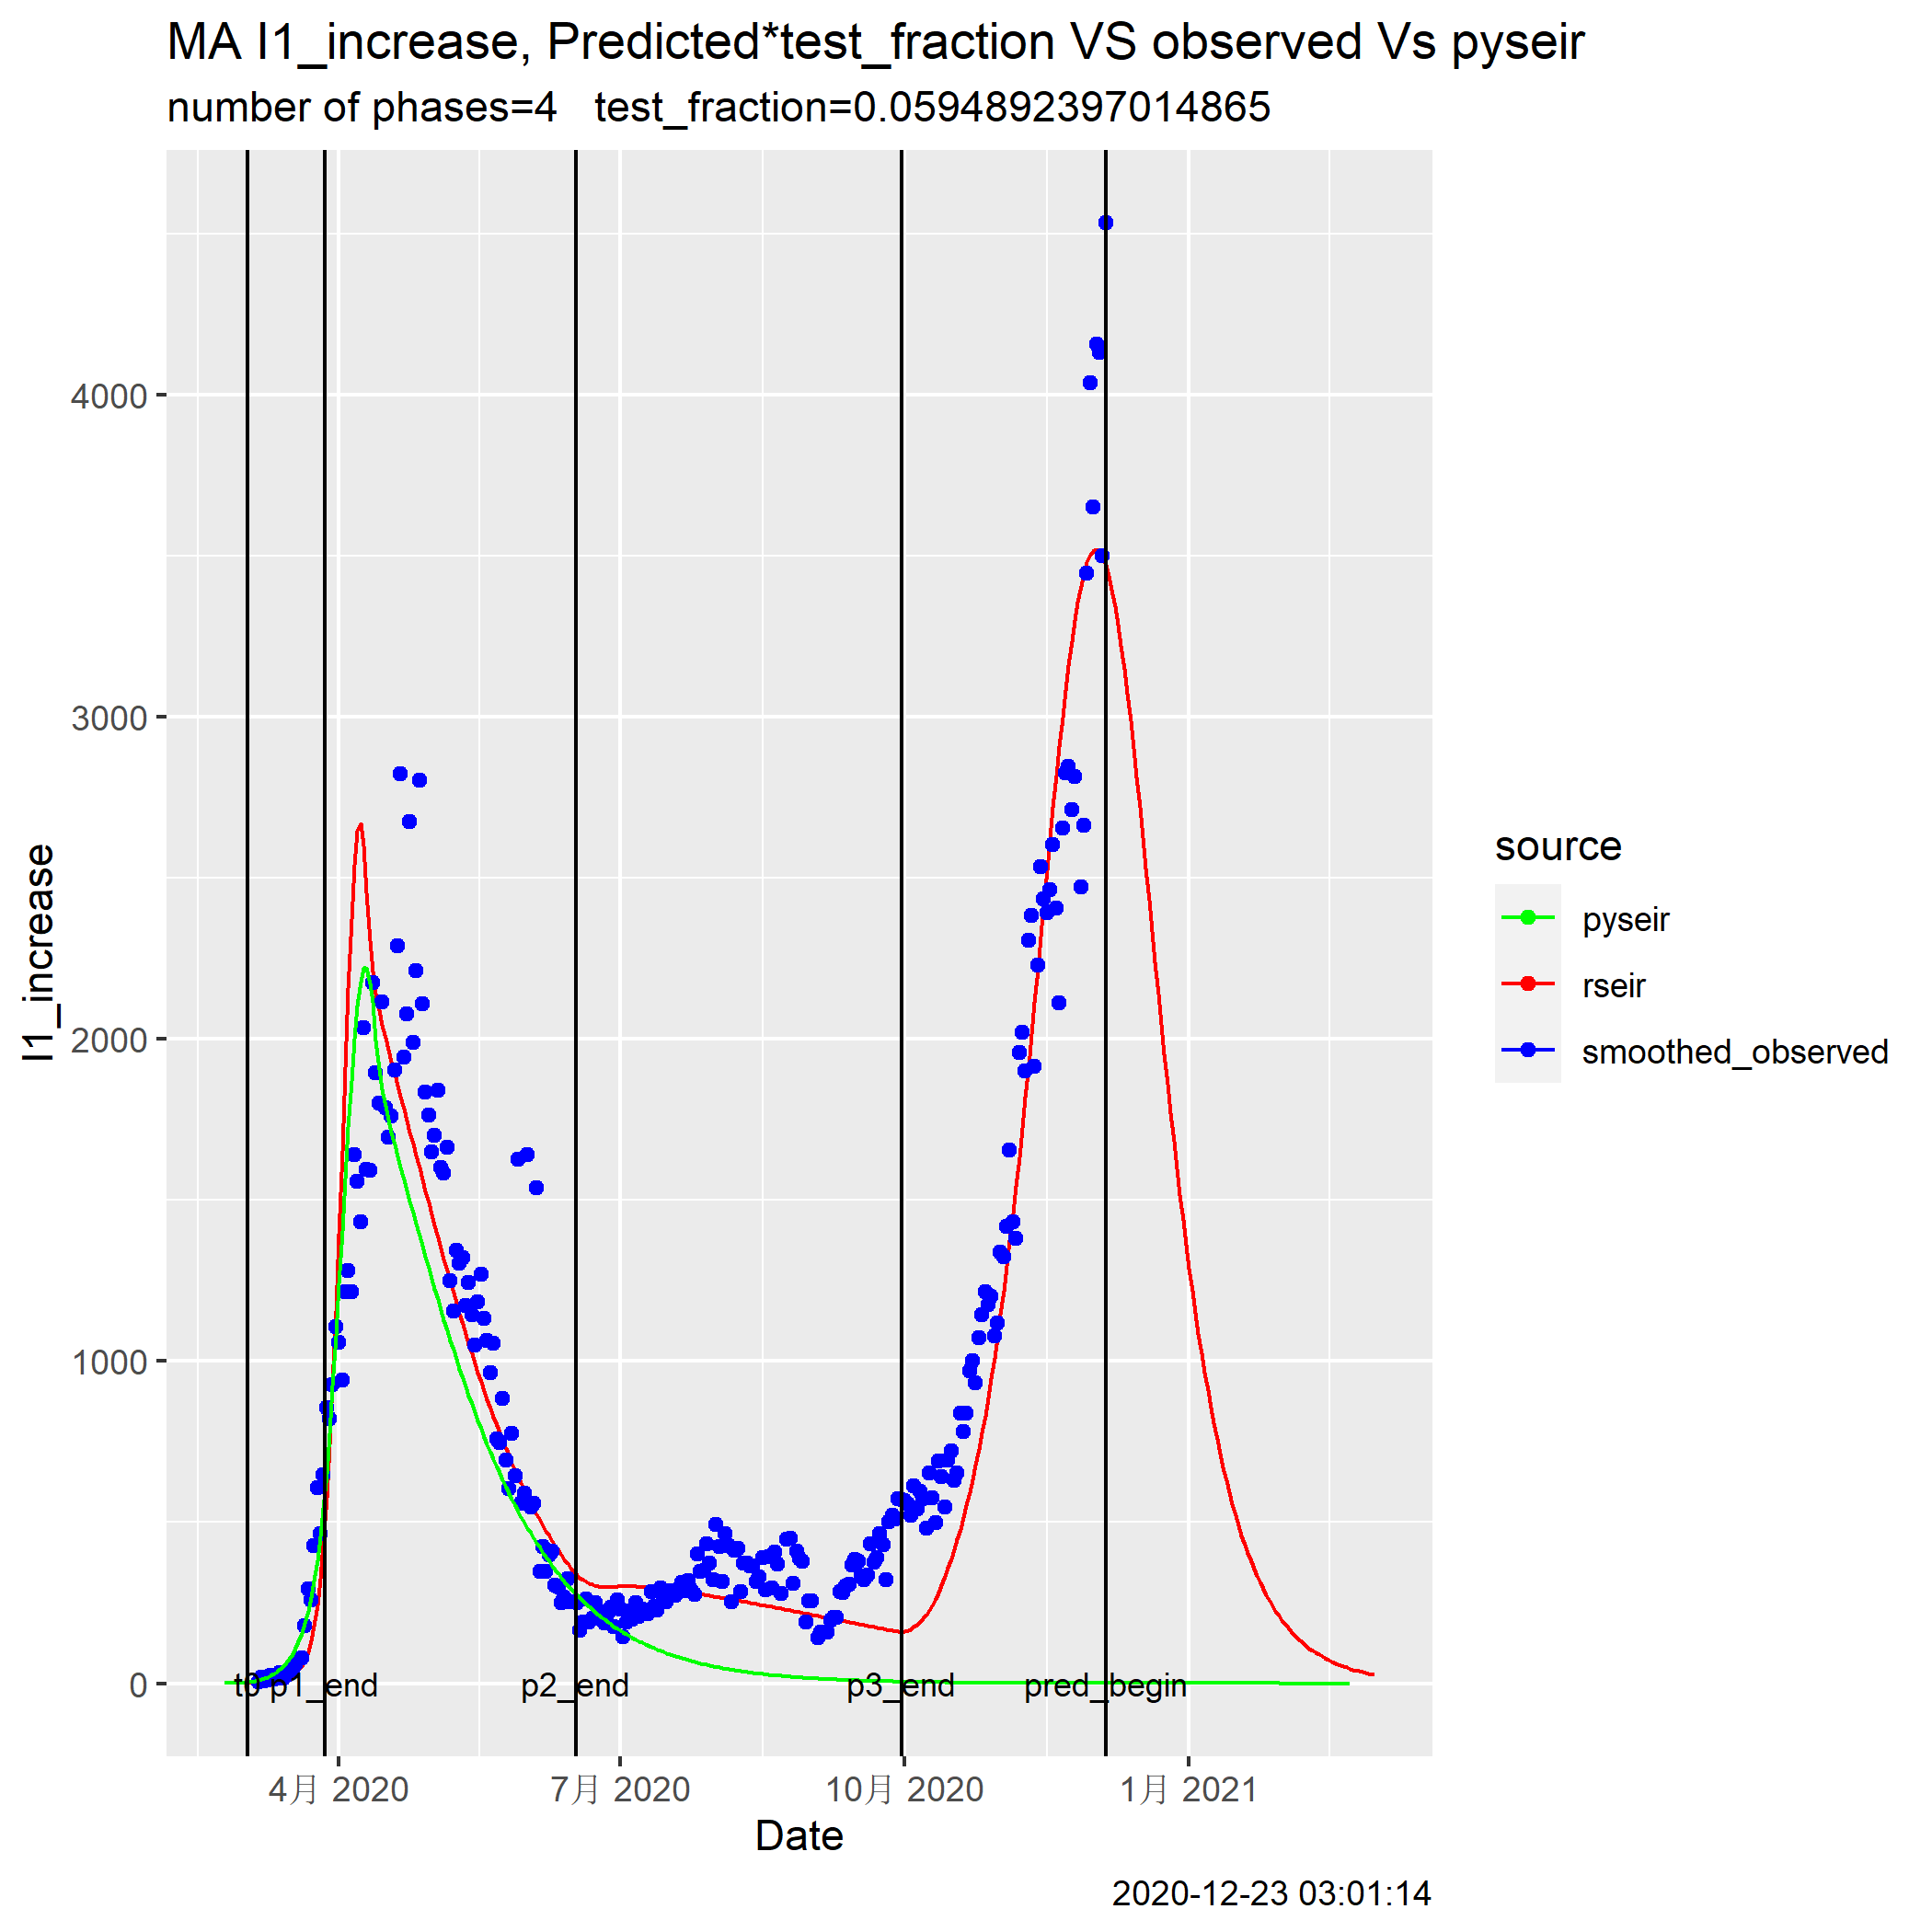 MA I1_increase, Predicted*test_fraction VS observed Vs pyseir
number of phases=4 test_fraction=0.0594892397014865
I1_increase
4000
3000
2000
1000
0
t0 p1_end p2_end p3_end pred_begin
4月 2020 7月 2020 10月 2020 1月 2021
Date
source
pyseir
rseir
smoothed_observed
2020-12-23 03:01:14